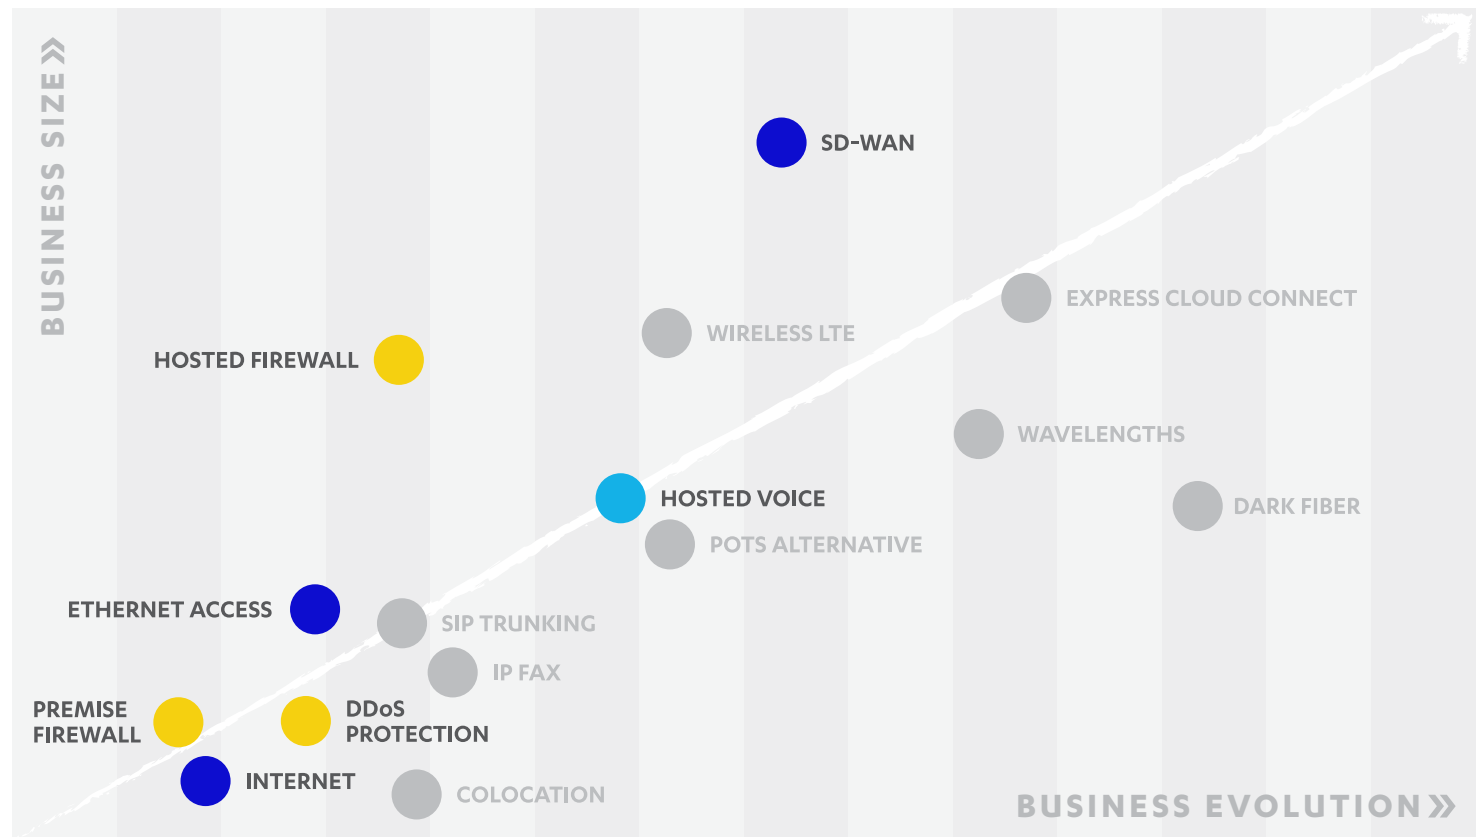 BUSINESS SIZE »
SD-WAN
EXPRESS CLOUD CONNECT
WIRELESS LTE
HOSTED FIREWALL
WAVELENGTHS
HOSTED VOICE
DARK FIBER
POTS ALTERNATIVE
ETHERNET ACCESS
SIP TRUNKING
IP FAX
PREMISE
FIREWALL
DDoS
PROTECTION
INTERNET
COLOCATION
BUSINESS EVOLUTION »